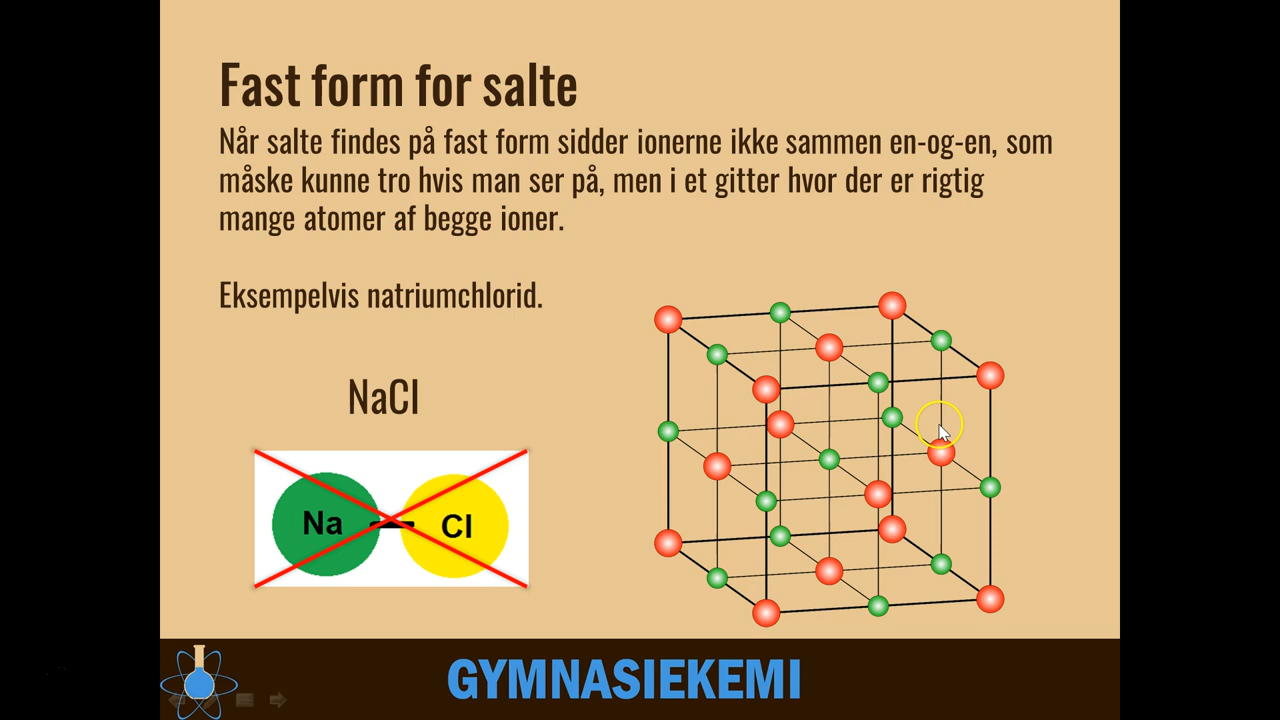 Fast form for salte
Når salte findes på fast form sidder ionerne ikke sammen en-og-en, som
måske kunne tro hvis man ser på, men i et gitter hvor der er rigtig
mange atomer af begge ioner.
Eksempelvis natriumchlorid.
NaCl
Na
Cl
GYMNASIEKEMI